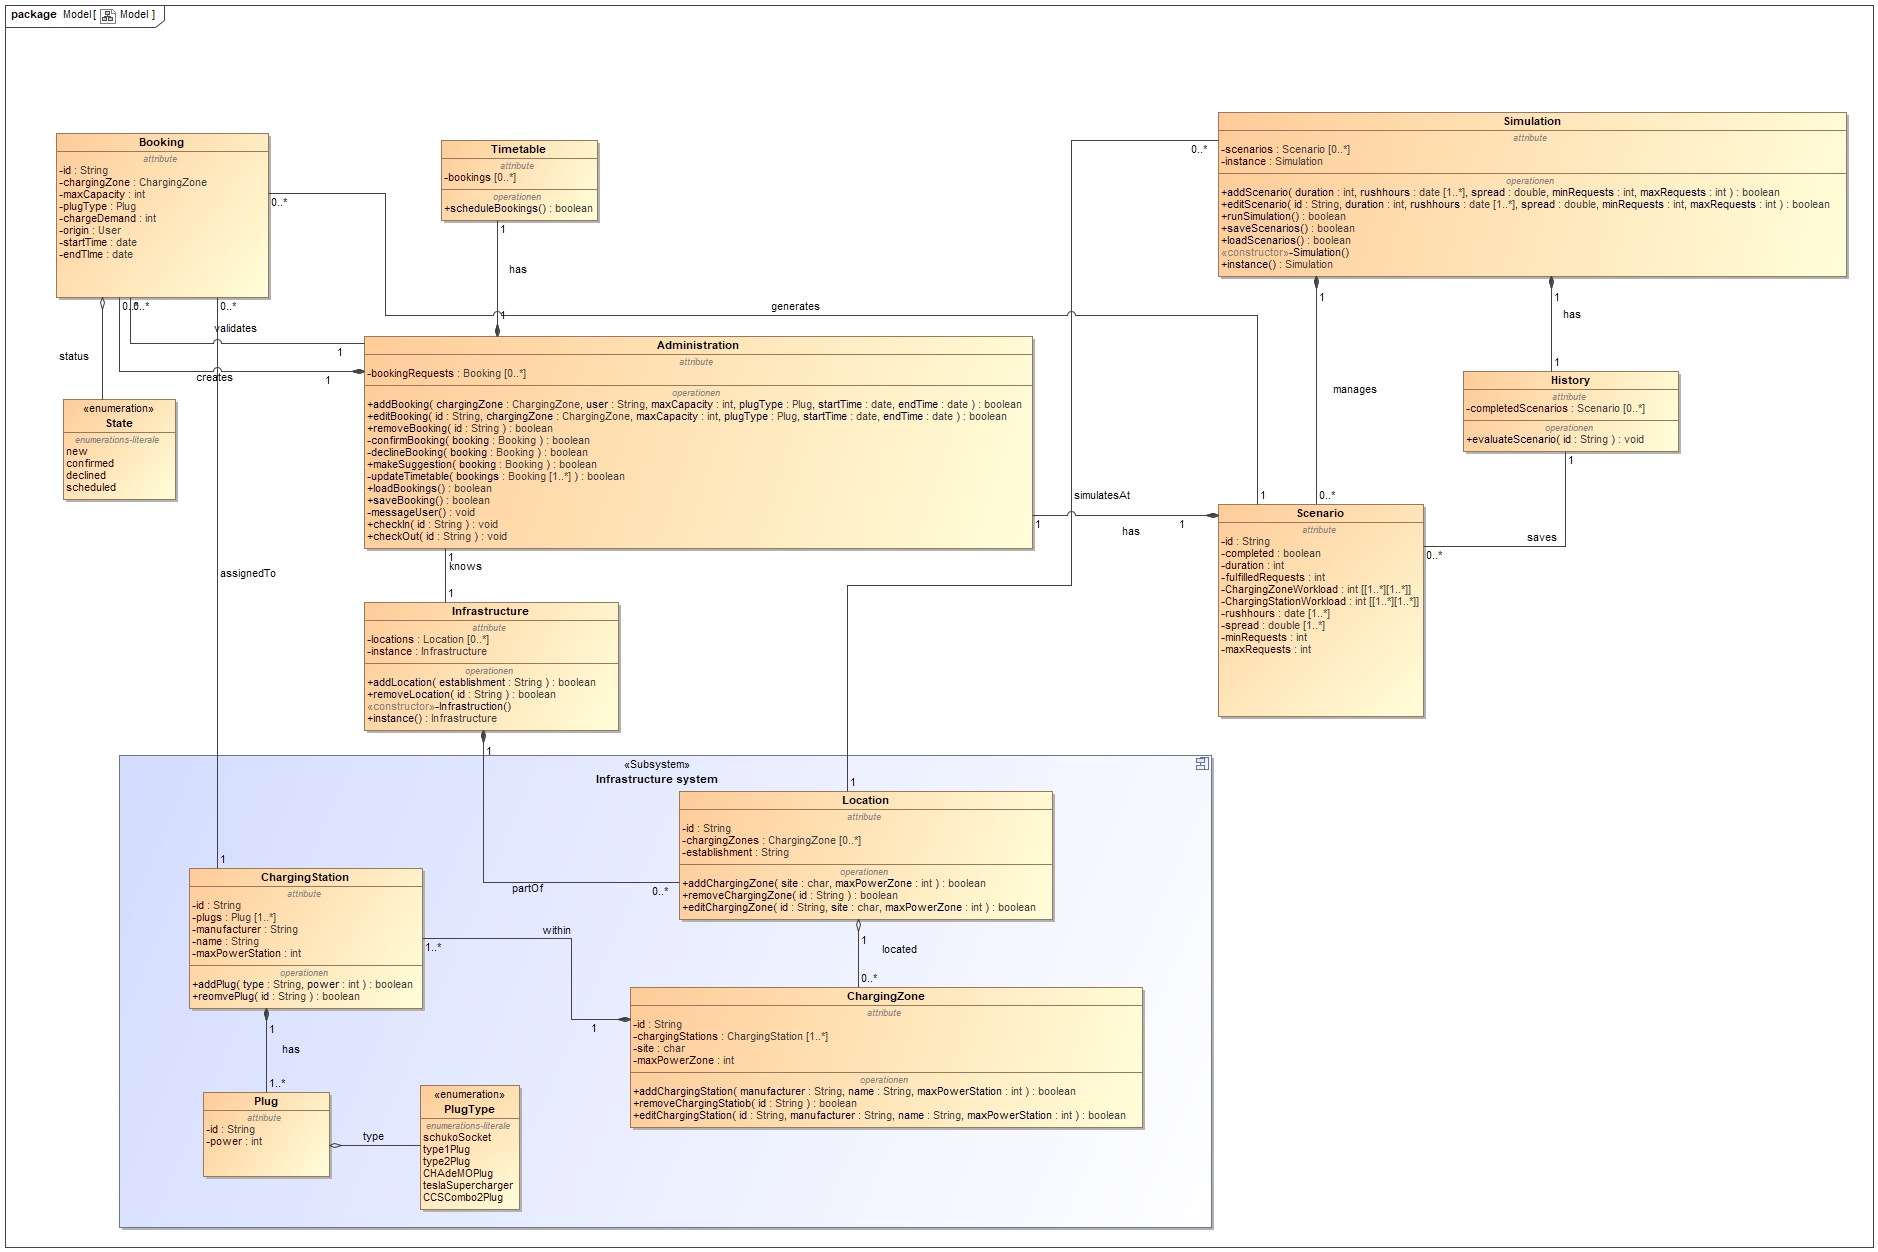 package Model[ Model ]
Booking
attribute
-id : String
-chargingZone : ChargingZone
-maxCapacity : int
-plugType : Plug
-chargeDemand : int
-origin : User
-startTime : date
-endTIme : date
Timetable
attribute
-bookings [0..*]
operationen
+scheduleBookings() : boolean
Simulation
attribute
-scenarios : Scenario [0..*]
-instance : Simulation
operationen
+addScenario( duration : int, rushhours : date [1..*], spread : double, minRequests : int, maxRequests : int ) : boolean
+editScenario( id : String, duration : int, rushhours : date [1..*], spread : double, minRequests : int, maxRequests : int ) : boolean
+runSimulation() : boolean
+saveScenarios() : boolean
+loadScenarios() : boolean
«constructor»-Simulation()
+instance() : Simulation
0..*
0..*
1
has
1
0..*
0..*
0..*
generates
validates
1
status
creates
1
1
manages
1
has
1
Administration
attribute
-bookingRequests : Booking [0..*]
operationen
+addBooking( chargingZone : ChargingZone, user : String, maxCapacity : int, plugType : Plug, startTime : date, endTime : date ) : boolean
+editBooking( id : String, chargingZone : ChargingZone, maxCapacity : int, plugType : Plug, startTime : date, endTime : date ) : boolean
+removeBooking( id : String ) : boolean
-confirmBooking( booking : Booking ) : boolean
-declineBooking( booking : Booking ) : boolean
+makeSuggestion( booking : Booking ) : boolean
-updateTimetable( bookings : Booking [1..*] ) : boolean
+loadBookings() : boolean
+saveBooking() : boolean
-messageUser() : void
+checkIn( id : String ) : void
+checkOut( id : String ) : void
«enumeration»
State
enumerations-literale
new
confirmed
declined
scheduled
History
attribute
-completedScenarios : Scenario [0..*]
operationen
+evaluateScenario( id : String ) : void
1
simulatesAt
1
0..*
1
has
1
saves
0..*
Scenario
attribute
-id : String
-completed : boolean
-duration : int
-fulfilledRequests : int
-ChargingZoneWorkload : int [[1..*][1..*]]
-ChargingStationWorkload : int [[1..*][1..*]]
-rushhours : date [1..*]
-spread : double [1..*]
-minRequests : int
-maxRequests : int
assignedTo
1
knows
1
Infrastructure
attribute
-locations : Location [0..*]
-instance : Infrastructure
operationen
+addLocation( establishment : String ) : boolean
+removeLocation( id : String ) : boolean
«constructor»-Infrastruction()
+instance() : Infrastructure
1
«Subsystem»
Infrastructure system
1
Location
attribute
-id : String
-chargingZones : ChargingZone [0..*]
-establishment : String
operationen
+addChargingZone( site : char, maxPowerZone : int ) : boolean
+removeChargingZone( id : String ) : boolean
+editChargingZone( id : String, site : char, maxPowerZone : int ) : boolean
partOf
0..*
1
ChargingStation
attribute
-id : String
-plugs : Plug [1..*]
-manufacturer : String
-name : String
-maxPowerStation : int
operationen
+addPlug( type : String, power : int ) : boolean
+reomvePlug( id : String ) : boolean
within
1..*
1
1
located
0..*
ChargingZone
attribute
-id : String
-chargingStations : ChargingStation [1..*]
-site : char
-maxPowerZone : int
operationen
+addChargingStation( manufacturer : String, name : String, maxPowerStation : int ) : boolean
+removeChargingStatiob( id : String ) : boolean
+editChargingStation( id : String, manufacturer : String, name : String, maxPowerStation : int ) : boolean
1
has
1..*
Plug
attribute
-id : String
-power : int
type
«enumeration»
PlugType
enumerations-literale
schukoSocket
type1Plug
type2Plug
CHAdeMOPlug
teslaSupercharger
CCSCombo2Plug